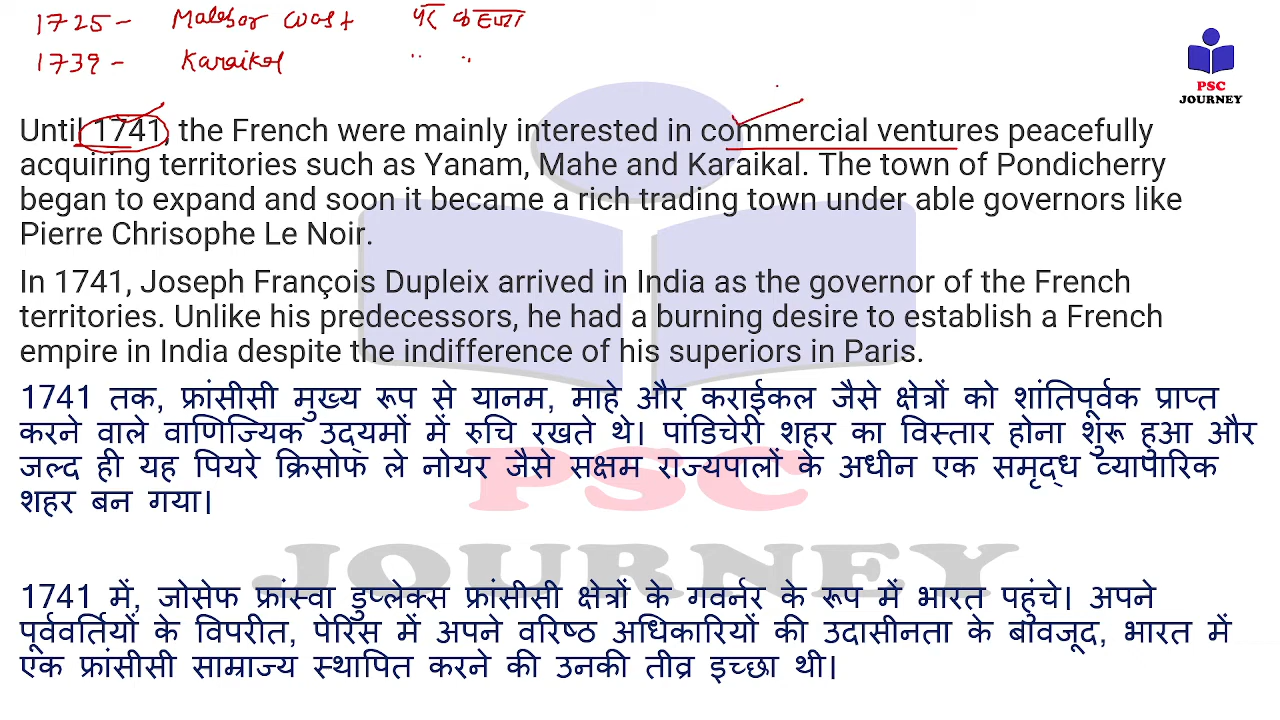 1725 - Malebar coast पर कब्जा
1739 - Karaikal " "
PSC
JOURNEY
Until 1741, the French were mainly interested in commercial ventures peacefully
acquiring territories such as Yanam, Mahe and Karaikal. The town of Pondicherry
began to expand and soon it became a rich trading town under able governors like
Pierre Chrisophe Le Noir.
In 1741, Joseph François Dupleix arrived in India as the governor of the French
territories. Unlike his predecessors, he had a burning desire to establish a French
empire in India despite the indifference of his superiors in Paris.
1741 तक, फ्रांसीसी मुख्य रूप से यानम, माहे और कराईकल जैसे क्षेत्रों को शांतिपूर्वक प्राप्त
करने वाले वाणिज्यिक उद्यमों में रुचि रखते थे। पांडिचेरी शहर का विस्तार होना शुरू हुआ और
जल्द ही यह पियरे क्रिसोफ ले नोयर जैसे सक्षम राज्यपालों के अधीन एक समृद्ध व्यापारिक
शहर बन गया।
PSC
JOURNEY
1741 में, जोसेफ फ्रांस्वा डुप्लेक्स फ्रांसीसी क्षेत्रों के गवर्नर के रूप में भारत पहुंचे। अपने
पूर्ववर्तियों के विपरीत, पेरिस में अपने वरिष्ठ अधिकारियों की उदासीनता के बावजूद, भारत में
एक फ्रांसीसी साम्राज्य स्थापित करने की उनकी तीव्र इच्छा थी।